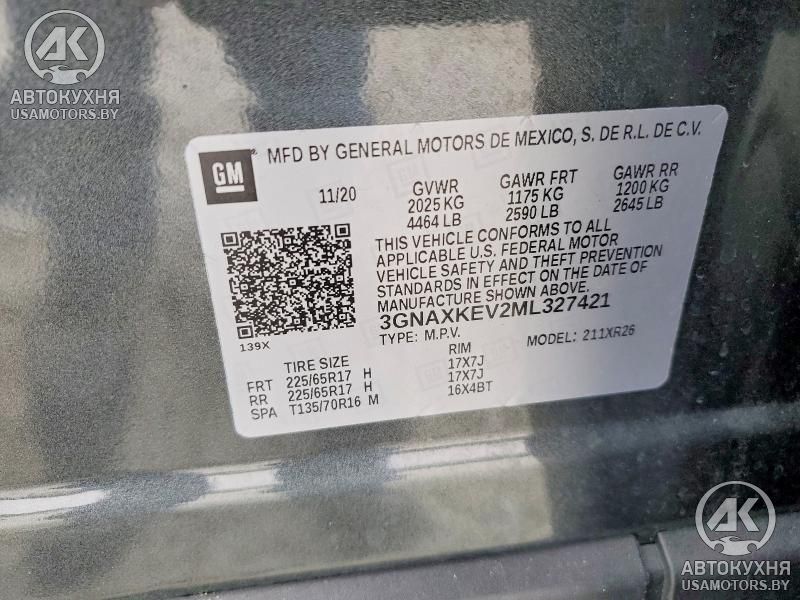 АК
АВТОКУХНЯ
USAMOTORS.BY
GM
MFD BY GENERAL MOTORS DE MEXICO, S. DE R.L. DE C.V.
11/20 GVWR GAWR FRT GAWR RR
2025 KG 1175 KG 1200 KG
4464 LB 2590 LB 2645 LB
THIS VEHICLE CONFORMS TO ALL
APPLICABLE U.S. FEDERAL MOTOR
VEHICLE SAFETY AND THEFT PREVENTION
STANDARDS IN EFFECT ON THE DATE OF
MANUFACTURE SHOWN ABOVE.
3GNAXKEV2ML327421
TYPE: M.P.V. MODEL: 211XR26
139X
TIRE SIZE RIM
FRT 225/65R17 H 17X7J
RR 225/65R17 H 17X7J
SPA T135/70R16 M 16X4BT
АК
АВТОКУХНЯ
USAMOTORS.BY